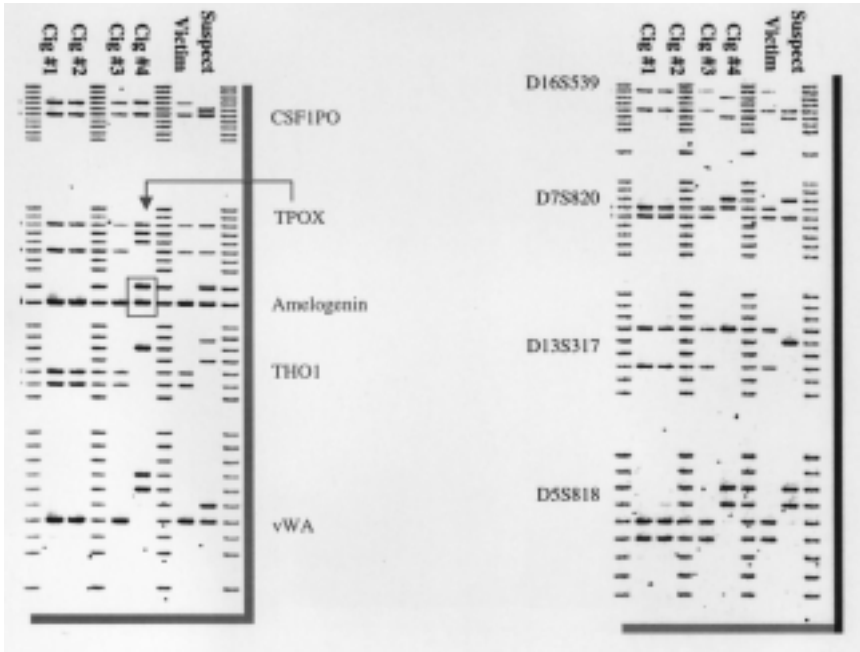 Cig #1
Cig #2
Cig #3
Cig #4
Victim
Suspect
CSF1PO
TPOX
Amelogenin
THO1
vWA
Cig #1
Cig #2
Cig #3
Cig #4
Victim
Suspect
D16S539
D7S820
D13S317
D5S818